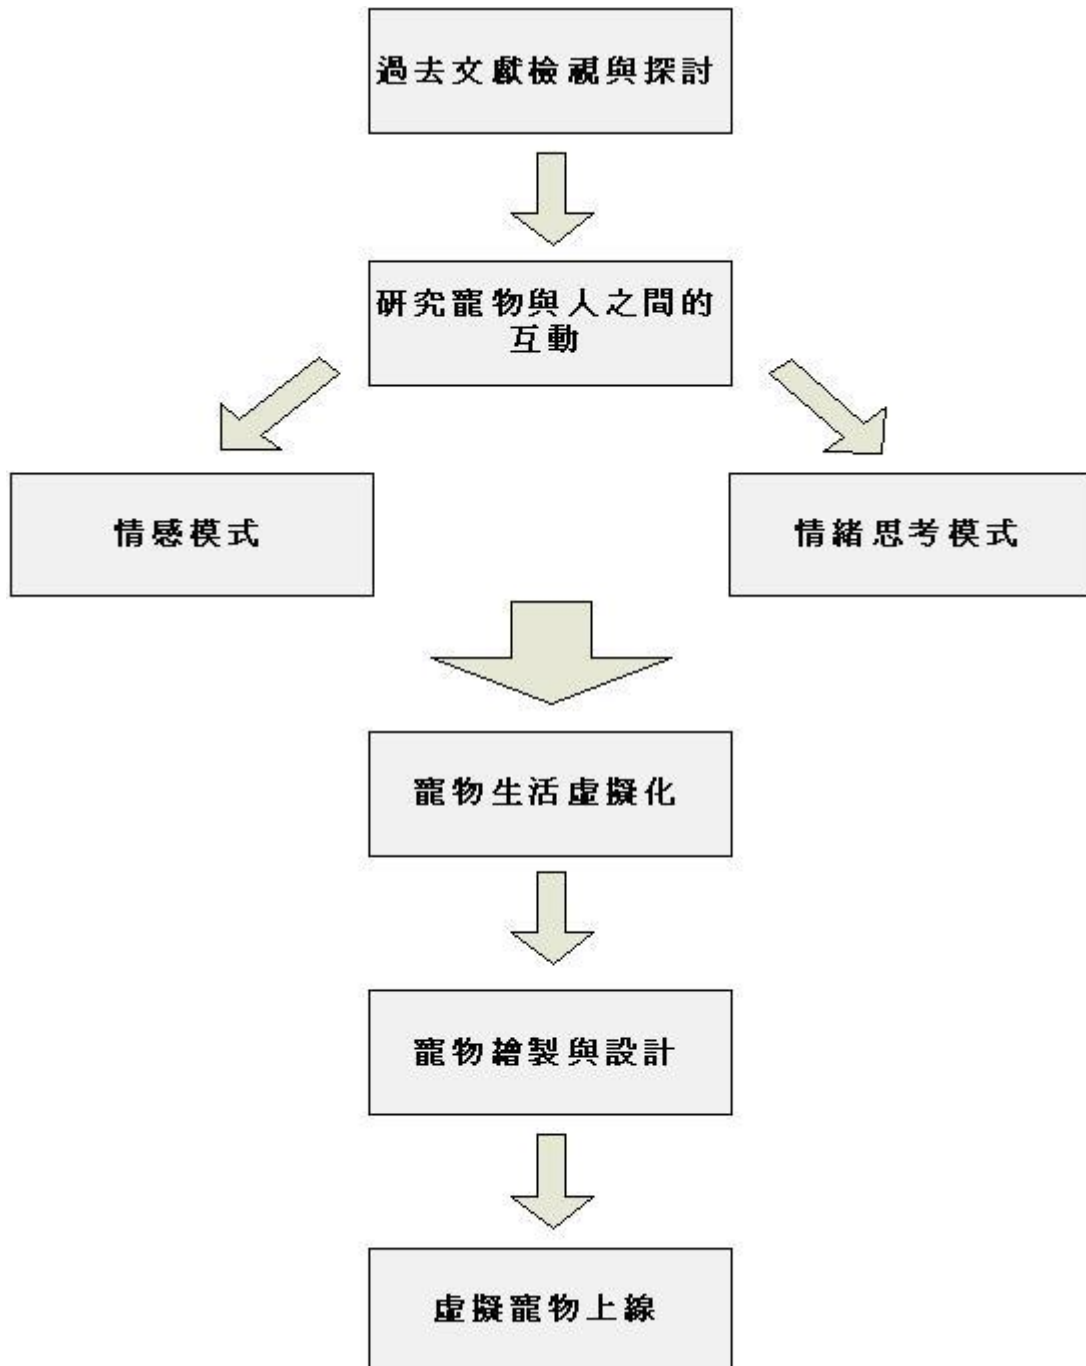 過去文獻檢視與探討
研究寵物與人之間的
互動
情感模式
情緒思考模式
寵物生活虛擬化
寵物繪製與設計
虛擬寵物上線